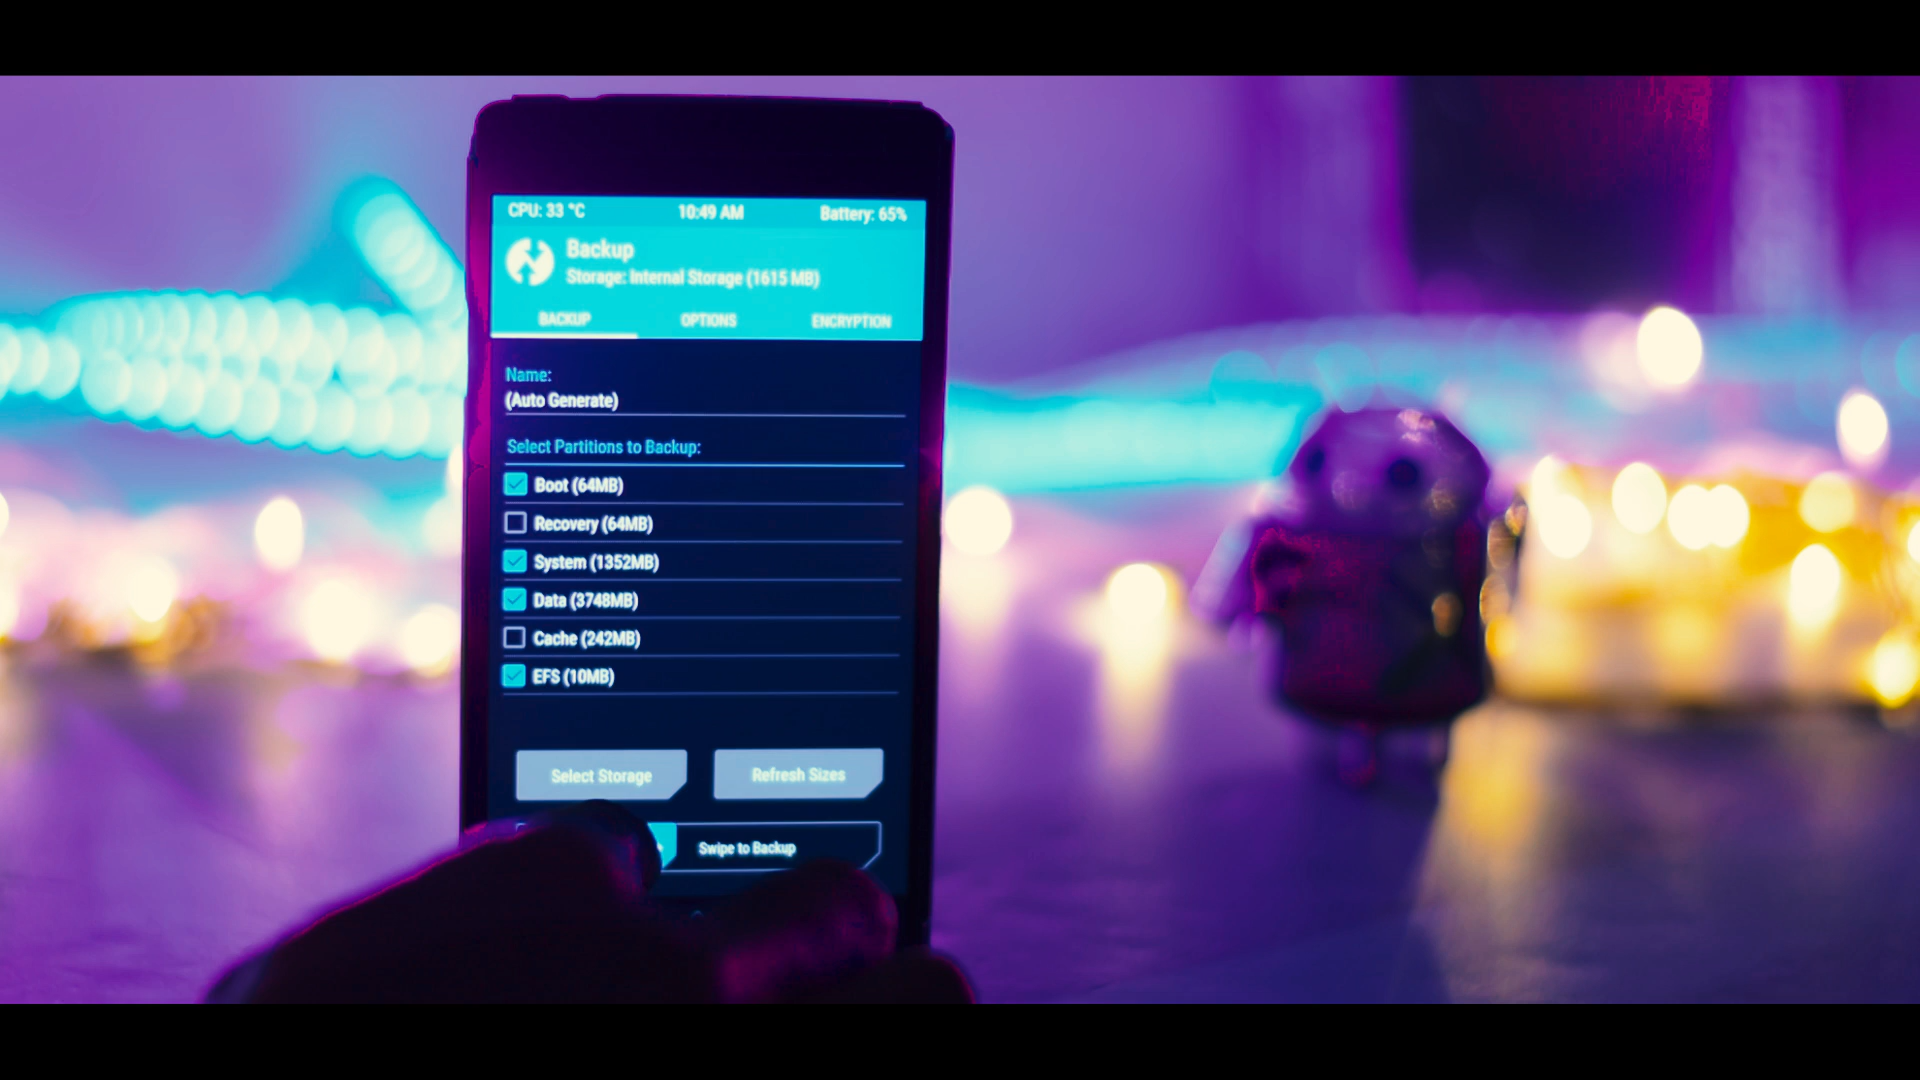 CPU: 33 °C 10:49 AM Battery: 65%
Backup
Storage: Internal Storage (1615 MB)
BACKUP OPTIONS ENCRYPTION
Name:
(Auto Generate)
Select Partitions to Backup:
Boot (64MB)
Recovery (64MB)
System (1352MB)
Data (3748MB)
Cache (242MB)
EFS (10MB)
Select Storage Refresh Sizes
Swipe to Backup